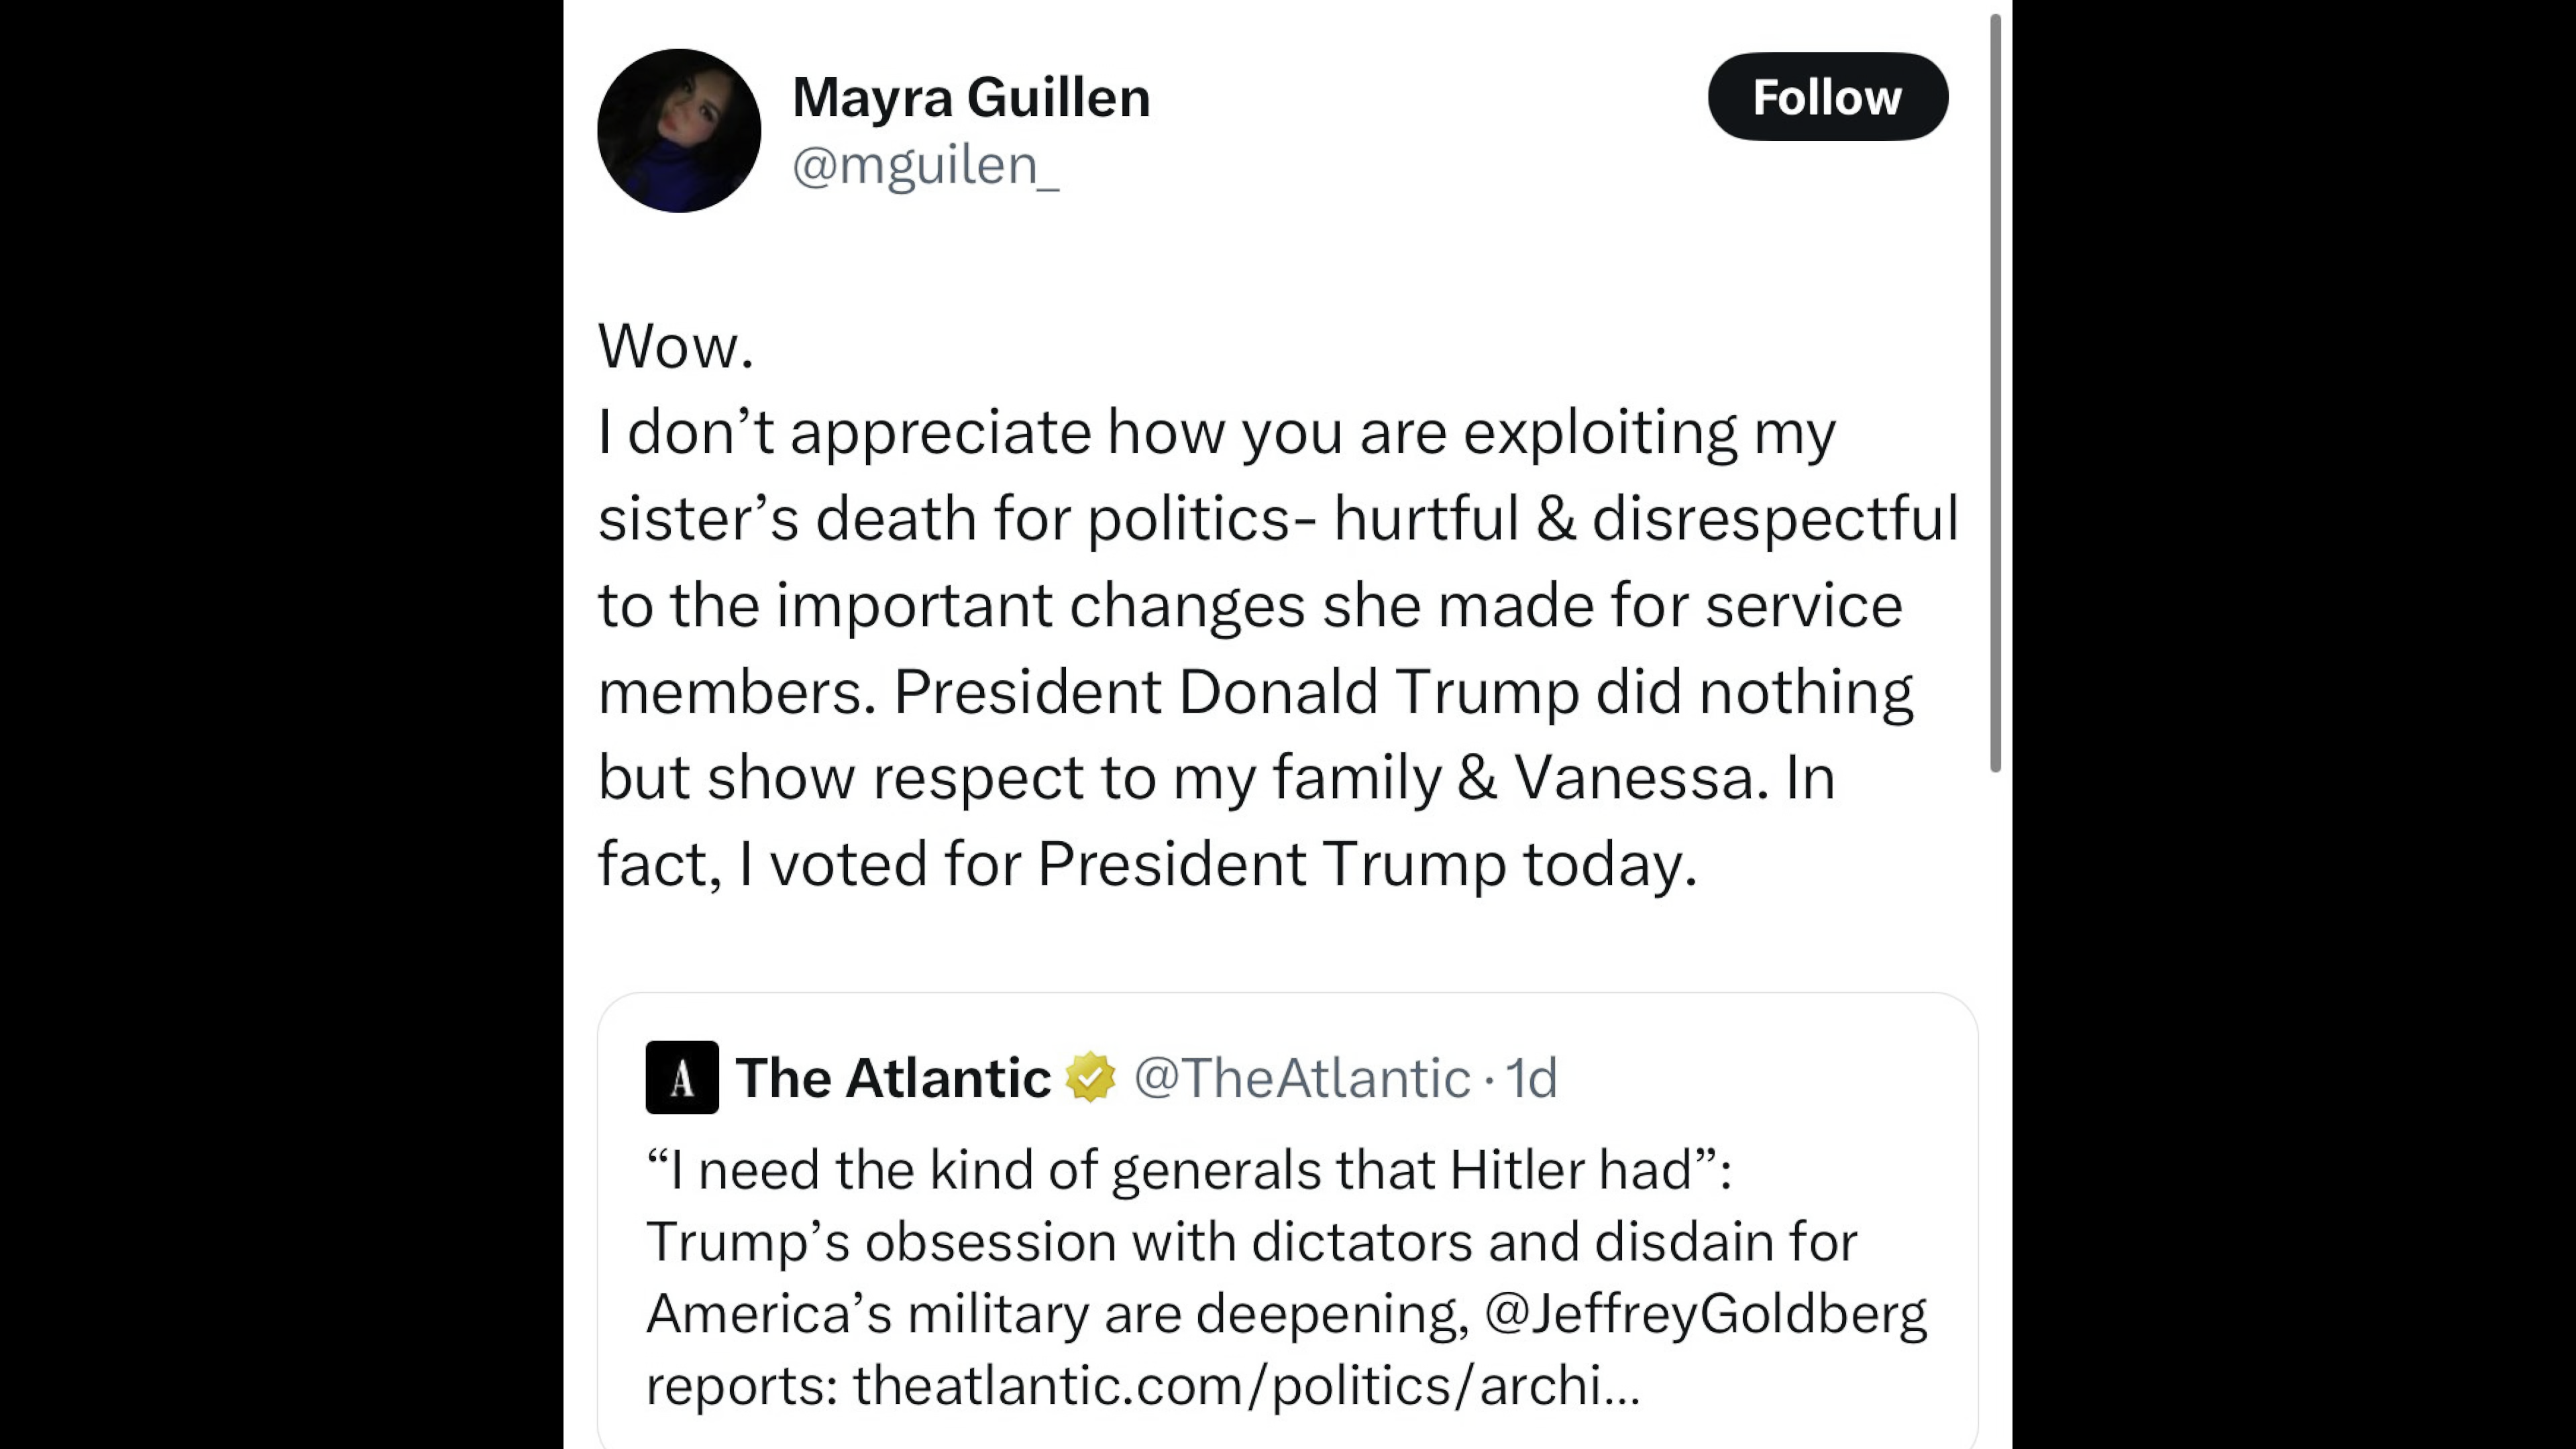 Mayra Guillen
Follow
@mguilen_
Wow.
I don’t appreciate how you are exploiting my
sister’s death for politics- hurtful & disrespectful
to the important changes she made for service
members. President Donald Trump did nothing
but show respect to my family & Vanessa. In
fact, I voted for President Trump today.
A The Atlantic @TheAtlantic · 1d
“I need the kind of generals that Hitler had”:
Trump’s obsession with dictators and disdain for
America’s military are deepening, @JeffreyGoldberg
reports: theatlantic.com/politics/archi...